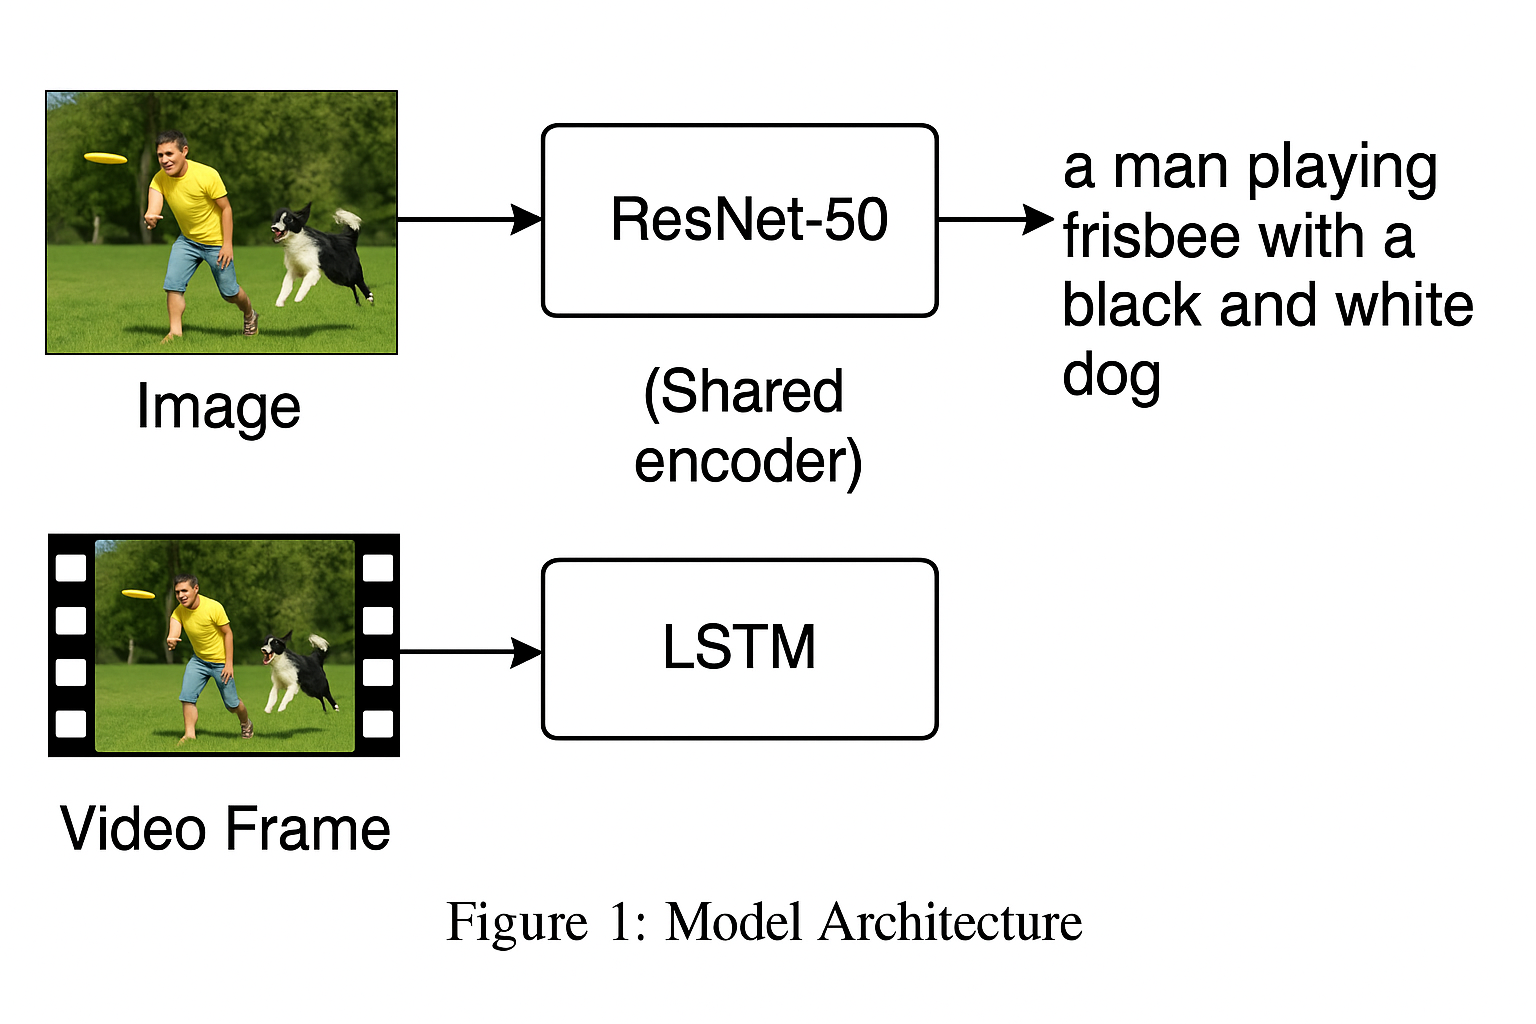 ResNet-50
a man playing
frisbee with a
black and white
dog
Image
(Shared
encoder)
LSTM
Video Frame
Figure 1: Model Architecture